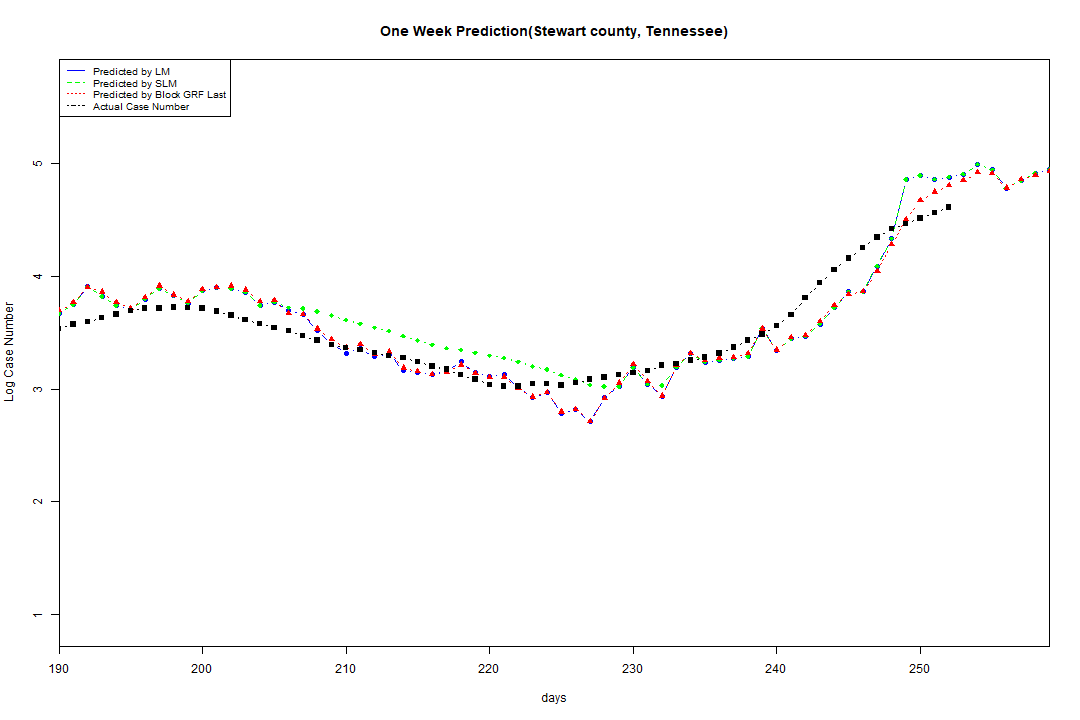 One Week Prediction(Stewart county, Tennessee)
Predicted by LM
Predicted by SLM
Predicted by Block GRF Last
Actual Case Number
5
4
3
2
1
Log Case Number
190 200 210 220 230 240 250
days